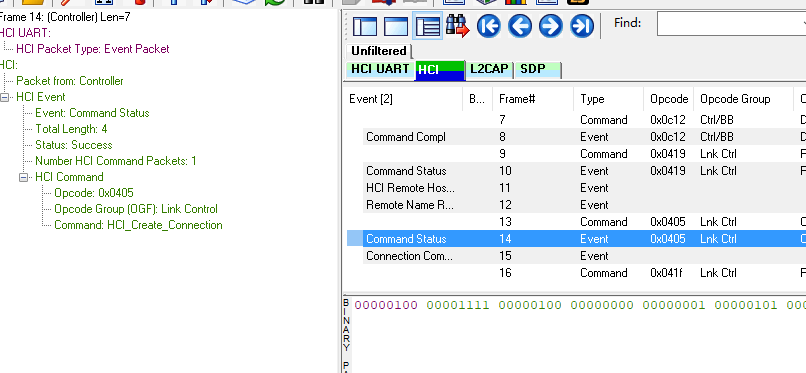 Frame 14: (Controller) Len=7
HCI UART:
HCI Packet Type: Event Packet
HCI:
Packet from: Controller
HCI Event
Event: Command Status
Total Length: 4
Status: Success
Number HCI Command Packets: 1
HCI Command
Opcode: 0x0405
Opcode Group (OGF): Link Control
Command: HCI_Create_Connection
Find:
Unfiltered
HCI UART HCI L2CAP SDP
Event [2] B... Frame# Type Opcode Opcode Group C
7 Command 0x0c12 Ctrl/BB D
Command Compl 8 Event 0x0c12 Ctrl/BB D
9 Command 0x0419 Lnk Ctrl F
Command Status 10 Event 0x0419 Lnk Ctrl F
HCI Remote Hos... 11 Event
Remote Name R... 12 Event
13 Command 0x0405 Lnk Ctrl C
Command Status 14 Event 0x0405 Lnk Ctrl C
Connection Com... 15 Event
16 Command 0x041f Lnk Ctrl F
BINARY P
00000100 00001111 00000100 00000000 00000001 00000101 00